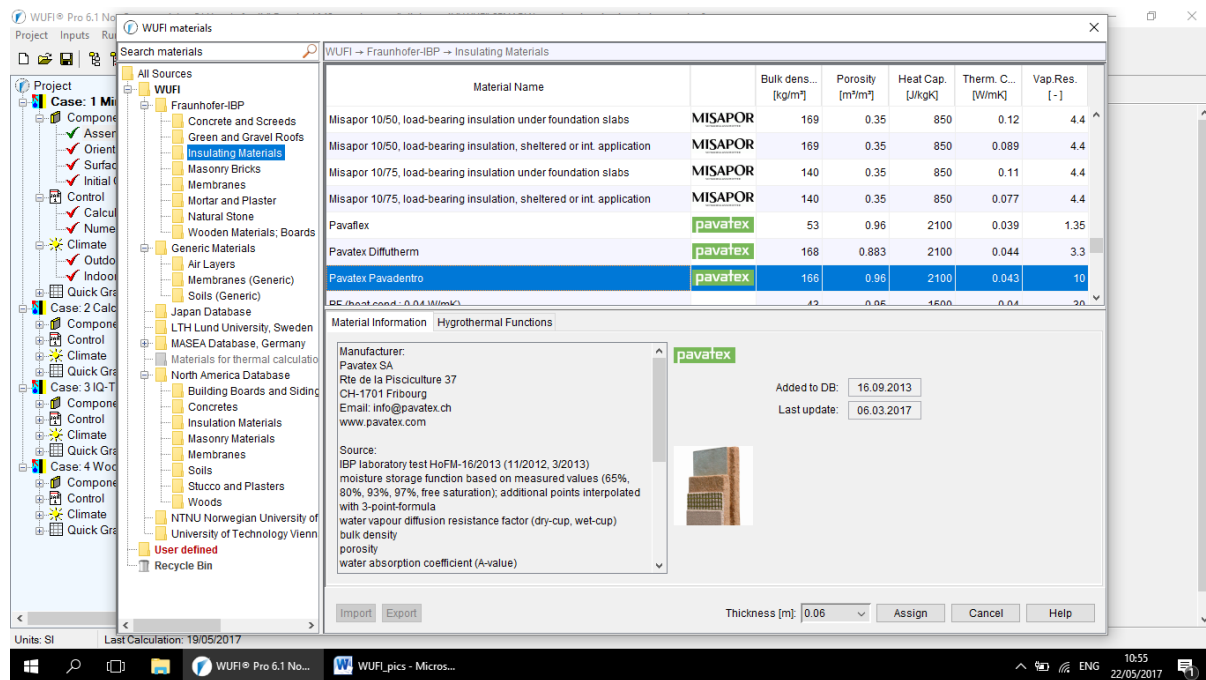 WUFI® Pro 6.1 No
Project Inputs Ru
WUFI materials
Search materials
WUFI → Fraunhofer-IBP → Insulating Materials
Project
Case: 1 Mi
Compone
Asser
Orient
Surfac
Initial
Control
Calcul
Nume
Climate
Outdo
Indoor
Quick Gra
Case: 2 Calc
Compone
Control
Climate
Quick Gra
Case: 3 IQ-T
Compone
Control
Climate
Quick Gra
Case: 4 Woo
Compone
Control
Climate
Quick Gra
All Sources
WUFI
Fraunhofer-IBP
Concrete and Screeds
Green and Gravel Roofs
Insulating Materials
Masonry Bricks
Membranes
Mortar and Plaster
Natural Stone
Wooden Materials; Boards
Generic Materials
Air Layers
Membranes (Generic)
Soils (Generic)
Japan Database
LTH Lund University, Sweden
MASEA Database, Germany
Materials for thermal calculatio
North America Database
Building Boards and Siding
Concretes
Insulation Materials
Masonry Materials
Membranes
Soils
Stucco and Plasters
Woods
NTNU Norwegian University of
University of Technology Vienn
User defined
Recycle Bin
Material Name Bulk dens... [kg/m³] Porosity [m³/m³] Heat Cap. [J/kgK] Therm. C... [W/mK] Vap.Res. [-]
Misapor 10/50, load-bearing insulation under foundation slabs MISAPOR 169 0.35 850 0.12 4.4
Misapor 10/50, load-bearing insulation, sheltered or int. application MISAPOR 169 0.35 850 0.089 4.4
Misapor 10/75, load-bearing insulation under foundation slabs MISAPOR 140 0.35 850 0.11 4.4
Misapor 10/75, load-bearing insulation, sheltered or int. application MISAPOR 140 0.35 850 0.077 4.4
Pavaflex pavatex 53 0.96 2100 0.039 1.35
Pavatex Diffutherm pavatex 168 0.883 2100 0.044 3.3
Pavatex Pavadentro pavatex 166 0.96 2100 0.043 10
Material Information Hygrothermal Functions
Manufacturer:
Pavatex SA
Rte de la Pisciculture 37
CH-1701 Fribourg
Email: info@pavatex.ch
www.pavatex.com
Source:
IBP laboratory test HoFM-16/2013 (11/2012, 3/2013)
moisture storage function based on measured values (65%,
80%, 93%, 97%, free saturation); additional points interpolated
with 3-point-formula
water vapour diffusion resistance factor (dry-cup, wet-cup)
bulk density
porosity
water absorption coefficient (A-value)
pavatex
Added to DB: 16.09.2013
Last update: 06.03.2017
Import Export Thickness [m]: 0.06 Assign Cancel Help
Units: SI Last Calculation: 19/05/2017
WUFI® Pro 6.1 No... WUFI_pics - Micros... ENG 10:55
22/05/2017